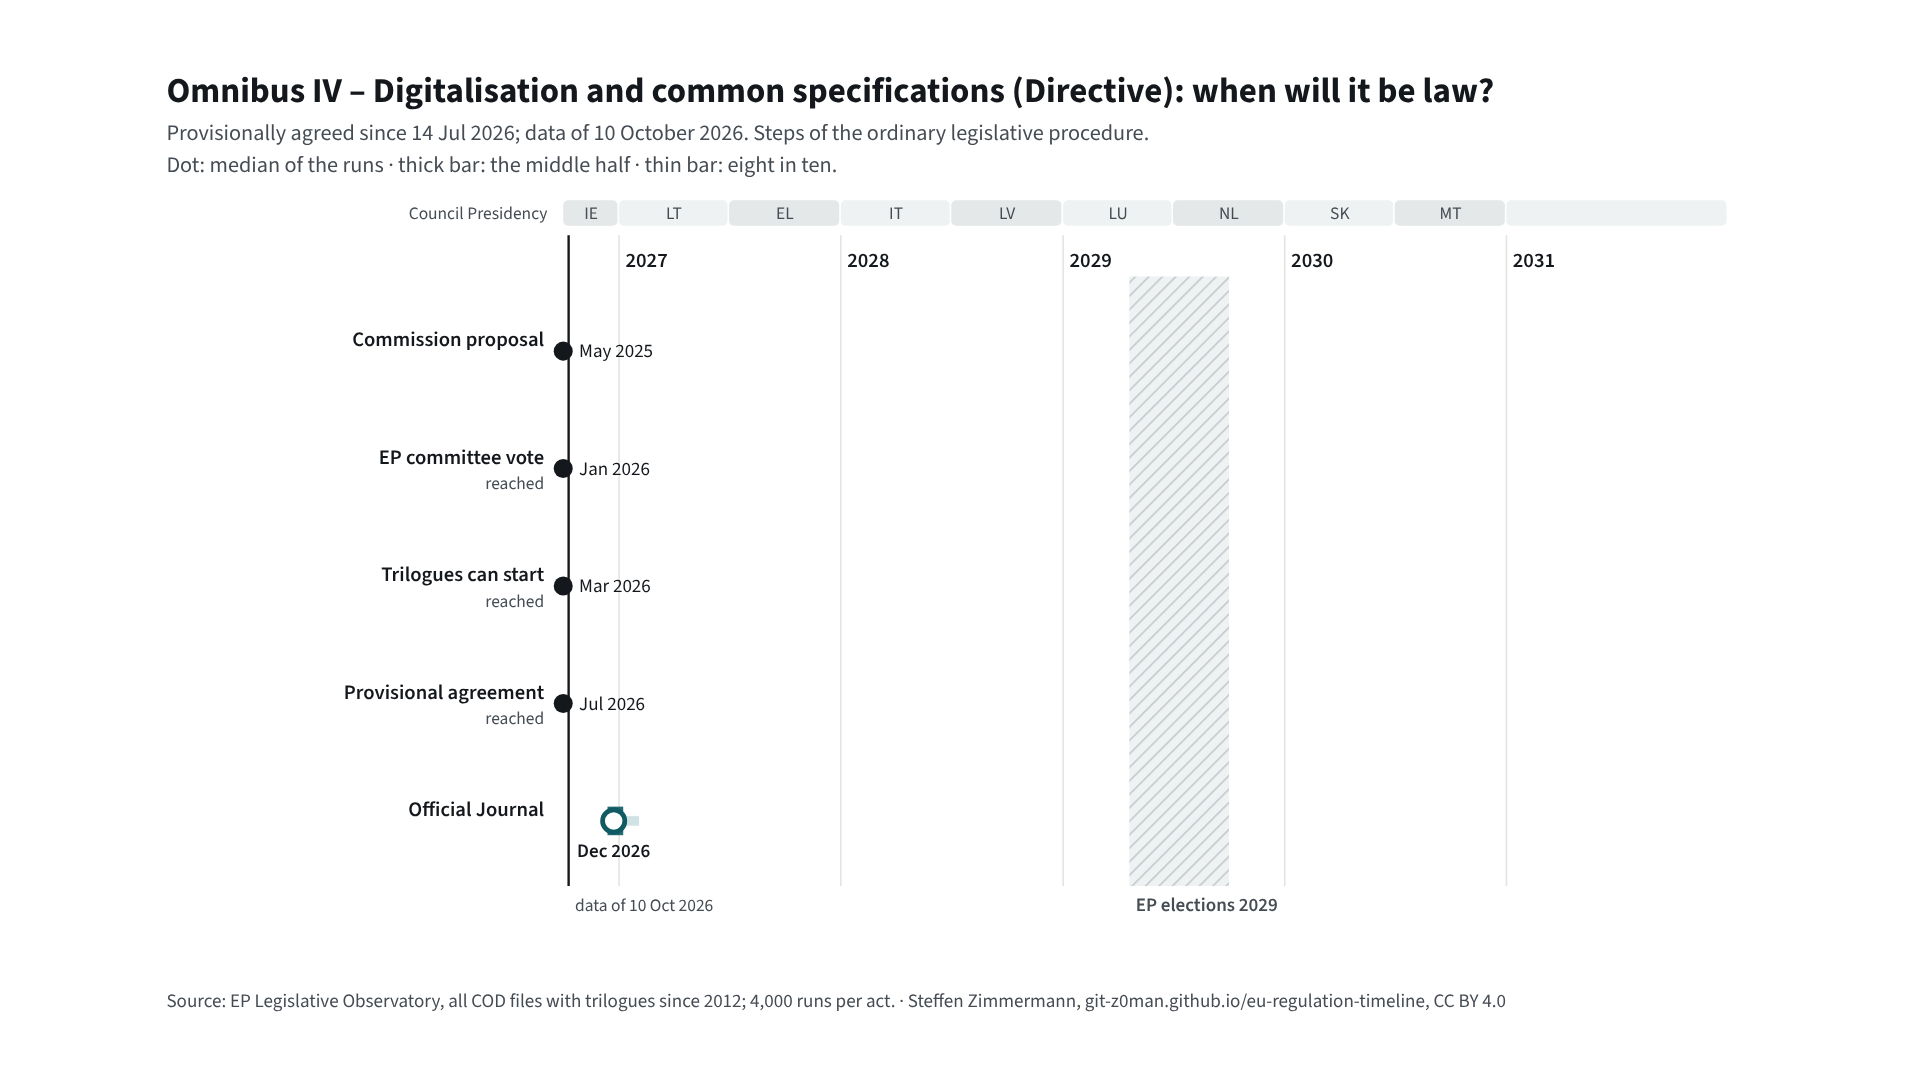 Omnibus IV – Digitalisation and common specifications (Directive): when will it be law?
Provisionally agreed since 14 Jul 2026; data of 10 October 2026. Steps of the ordinary legislative procedure.
Dot: median of the runs · thick bar: the middle half · thin bar: eight in ten.
Council Presidency IE LT EL IT LV LU NL SK MT
2027 2028 2029 2030 2031
Commission proposal
May 2025
EP committee vote
Jan 2026
reached
Trilogues can start
Mar 2026
reached
Provisional agreement
Jul 2026
reached
Official Journal
Dec 2026
data of 10 Oct 2026
EP elections 2029
Source: EP Legislative Observatory, all COD files with trilogues since 2012; 4,000 runs per act. · Steffen Zimmermann, git-z0man.github.io/eu-regulation-timeline, CC BY 4.0